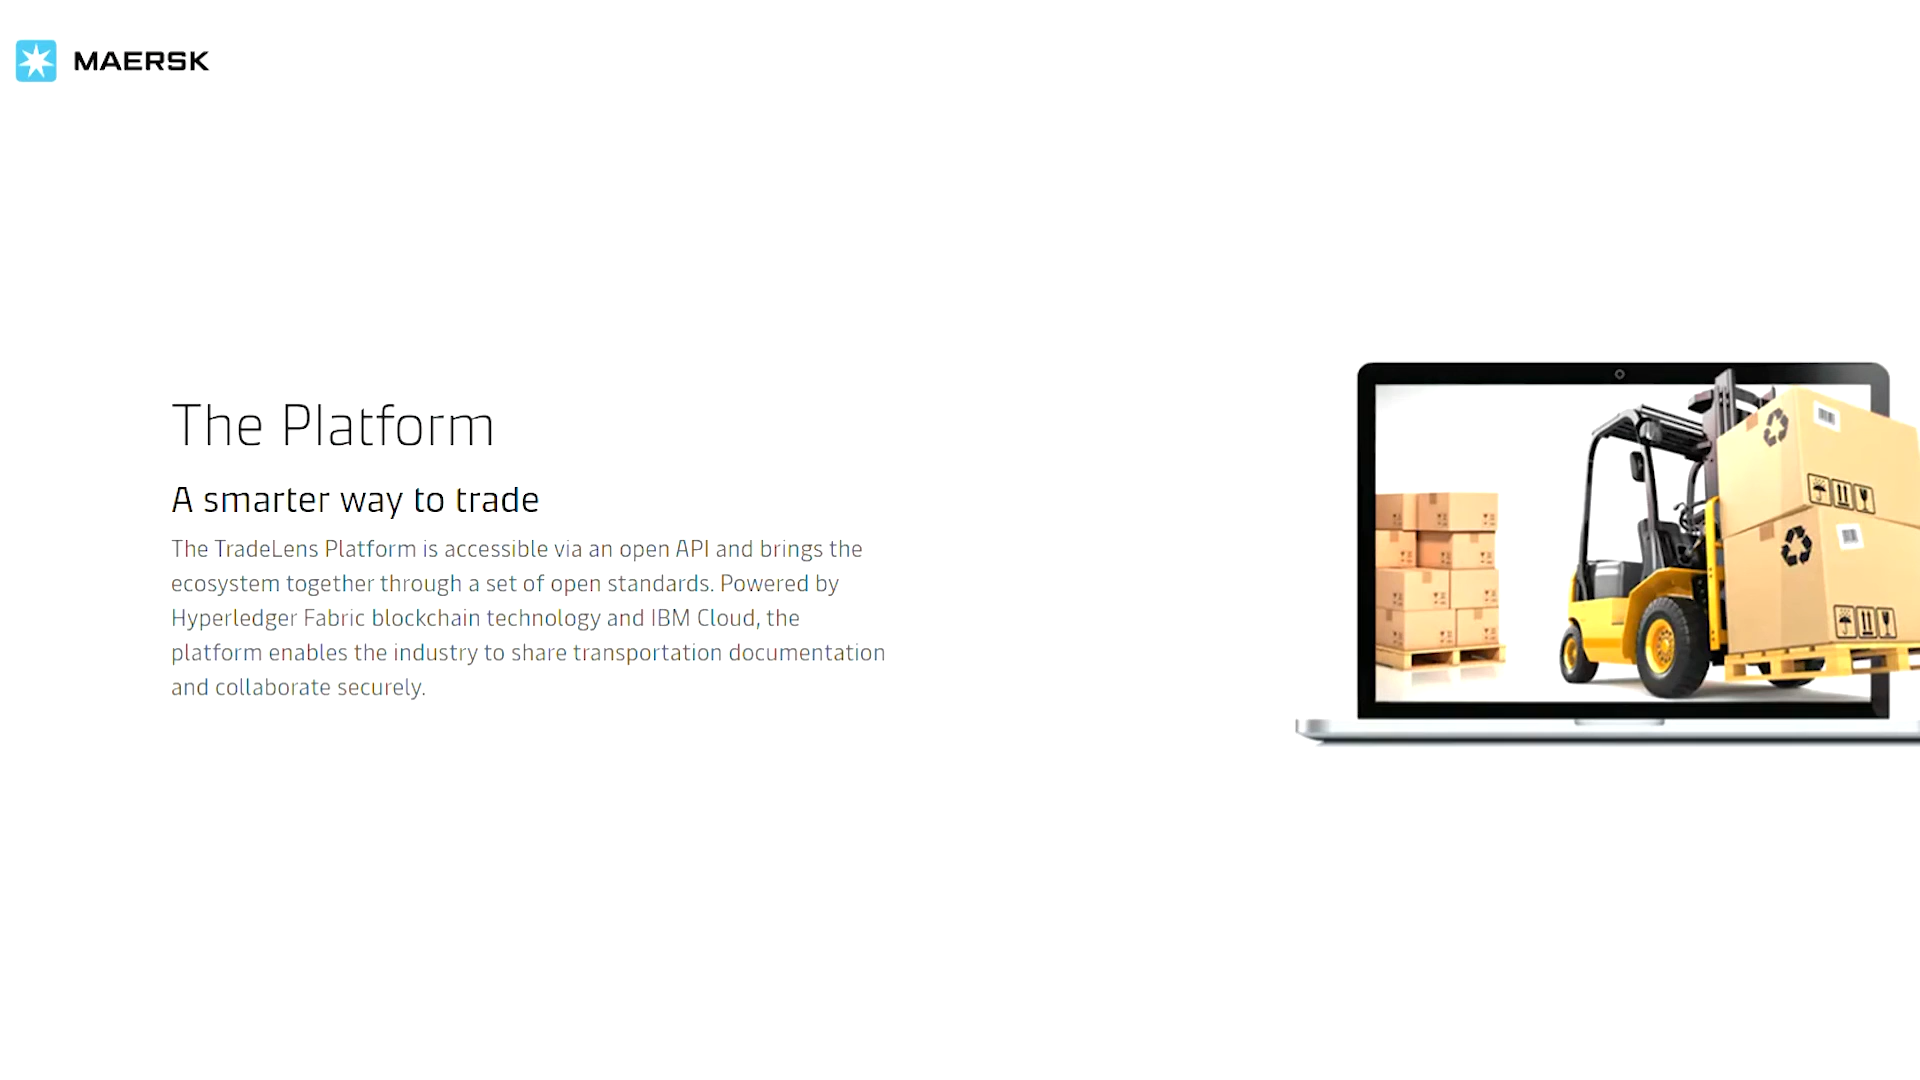 MAERSK
The Platform
A smarter way to trade
The TradeLens Platform is accessible via an open API and brings the
ecosystem together through a set of open standards. Powered by
Hyperledger Fabric blockchain technology and IBM Cloud, the
platform enables the industry to share transportation documentation
and collaborate securely.